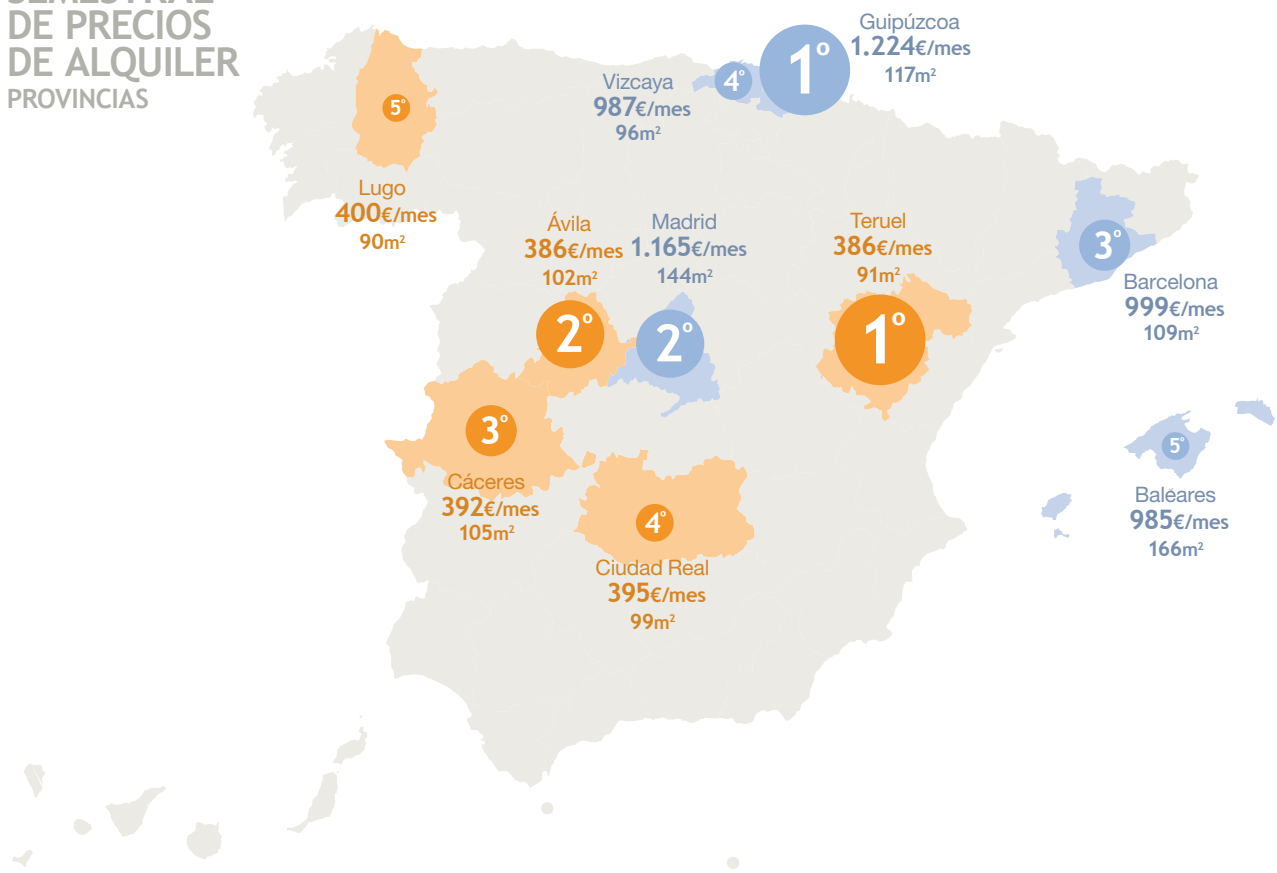 SEMESTRAL
DE PRECIOS
DE ALQUILER
PROVINCIAS
Guipúzcoa
1.224€/mes
117m²
1º
Vizcaya
987€/mes
96m²
4º
5º
Lugo
400€/mes
90m²
Ávila
386€/mes
102m²
2º
Madrid
1.165€/mes
144m²
2º
Teruel
386€/mes
91m²
1º
3º
Barcelona
999€/mes
109m²
3º
Cáceres
392€/mes
105m²
4º
Ciudad Real
395€/mes
99m²
5º
Baleares
985€/mes
166m²